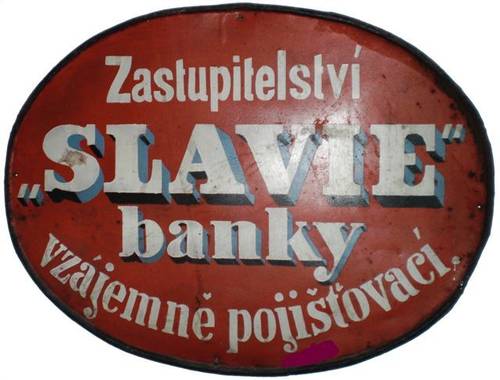 Zastupitelství
„SLAVIE“
banky
vzájemně pojišťovací.